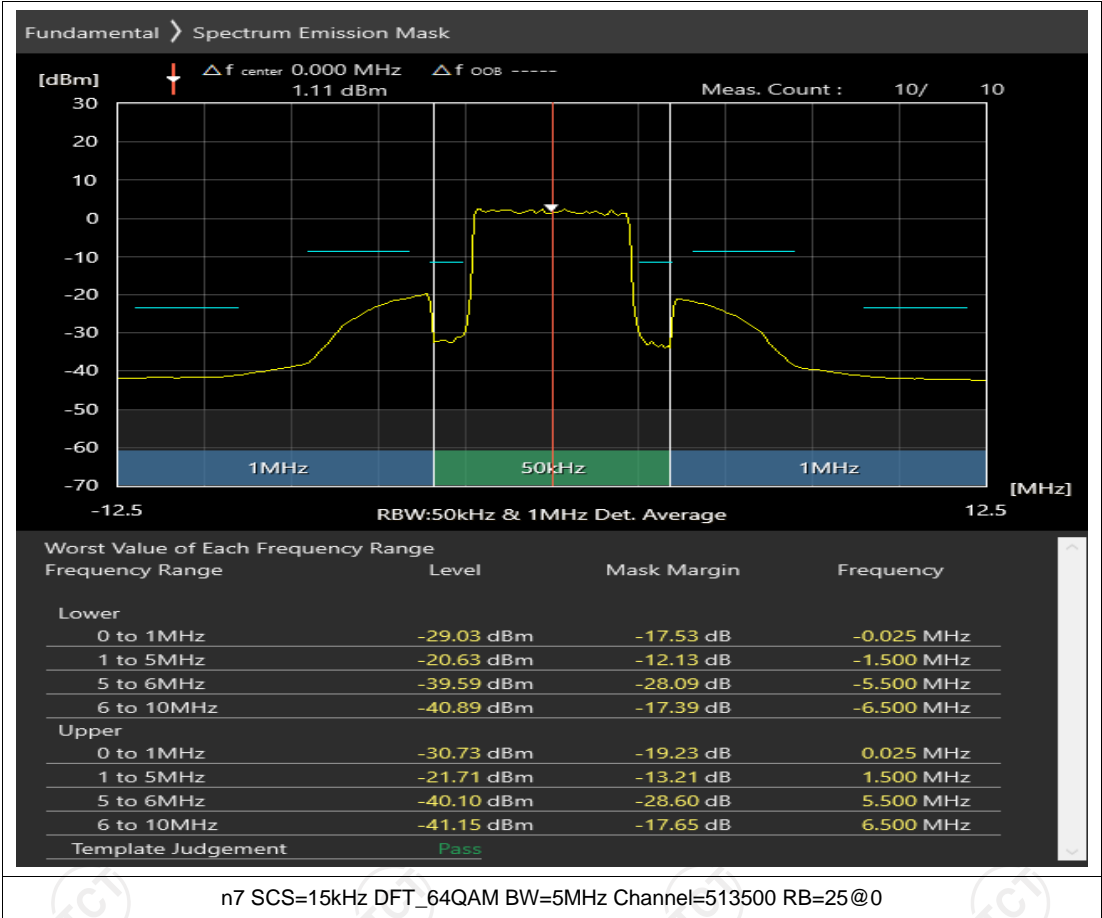 Fundamental ❯ Spectrum Emission Mask
[dBm] △f center 0.000 MHz △f OOB -----
1.11 dBm Meas. Count : 10/ 10
30
20
10
0
-10
-20
-30
-40
-50
-60
1MHz 50kHz 1MHz
-70
[MHz]
-12.5 RBW:50kHz & 1MHz Det. Average 12.5
Worst Value of Each Frequency Range
Frequency Range Level Mask Margin Frequency
Lower
0 to 1MHz -29.03 dBm -17.53 dB -0.025 MHz
1 to 5MHz -20.63 dBm -12.13 dB -1.500 MHz
5 to 6MHz -39.59 dBm -28.09 dB -5.500 MHz
6 to 10MHz -40.89 dBm -17.39 dB -6.500 MHz
Upper
0 to 1MHz -30.73 dBm -19.23 dB 0.025 MHz
1 to 5MHz -21.71 dBm -13.21 dB 1.500 MHz
5 to 6MHz -40.10 dBm -28.60 dB 5.500 MHz
6 to 10MHz -41.15 dBm -17.65 dB 6.500 MHz
Template Judgement Pass
n7 SCS=15kHz DFT_64QAM BW=5MHz Channel=513500 RB=25@0
TCT TCT TCT TCT